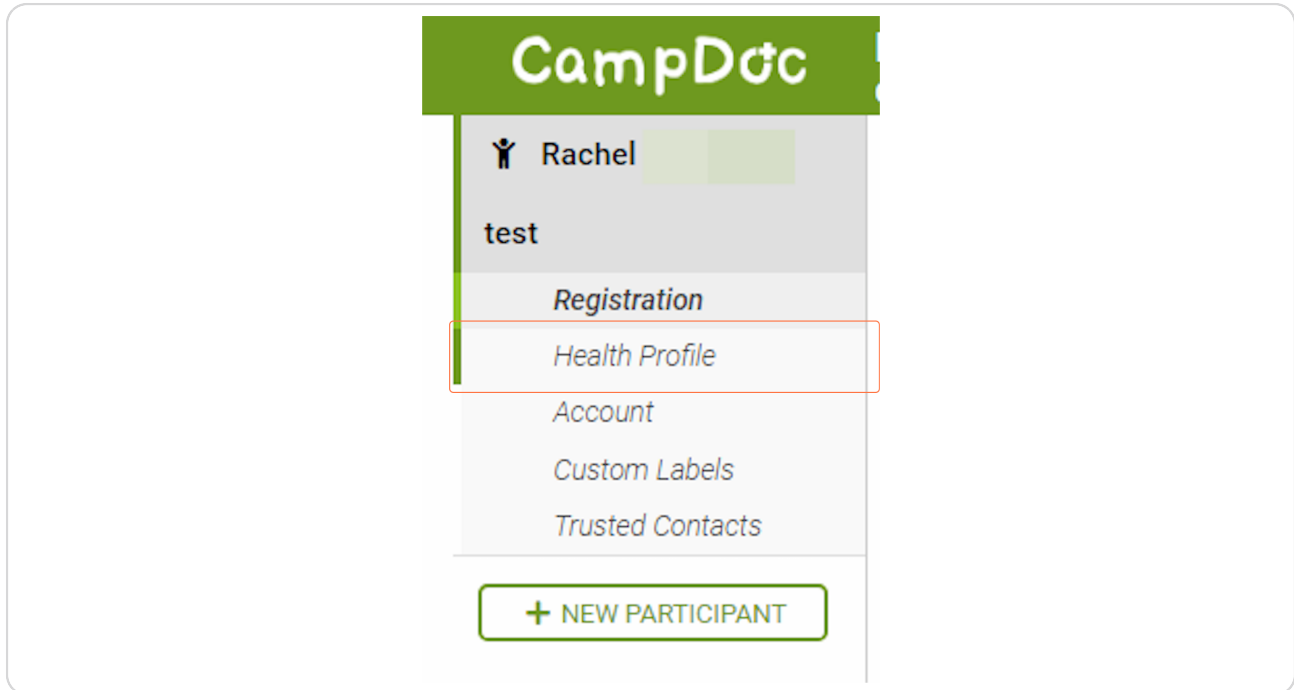 CampDoc
Rachel
test
Registration
Health Profile
Account
Custom Labels
Trusted Contacts
+ NEW PARTICIPANT